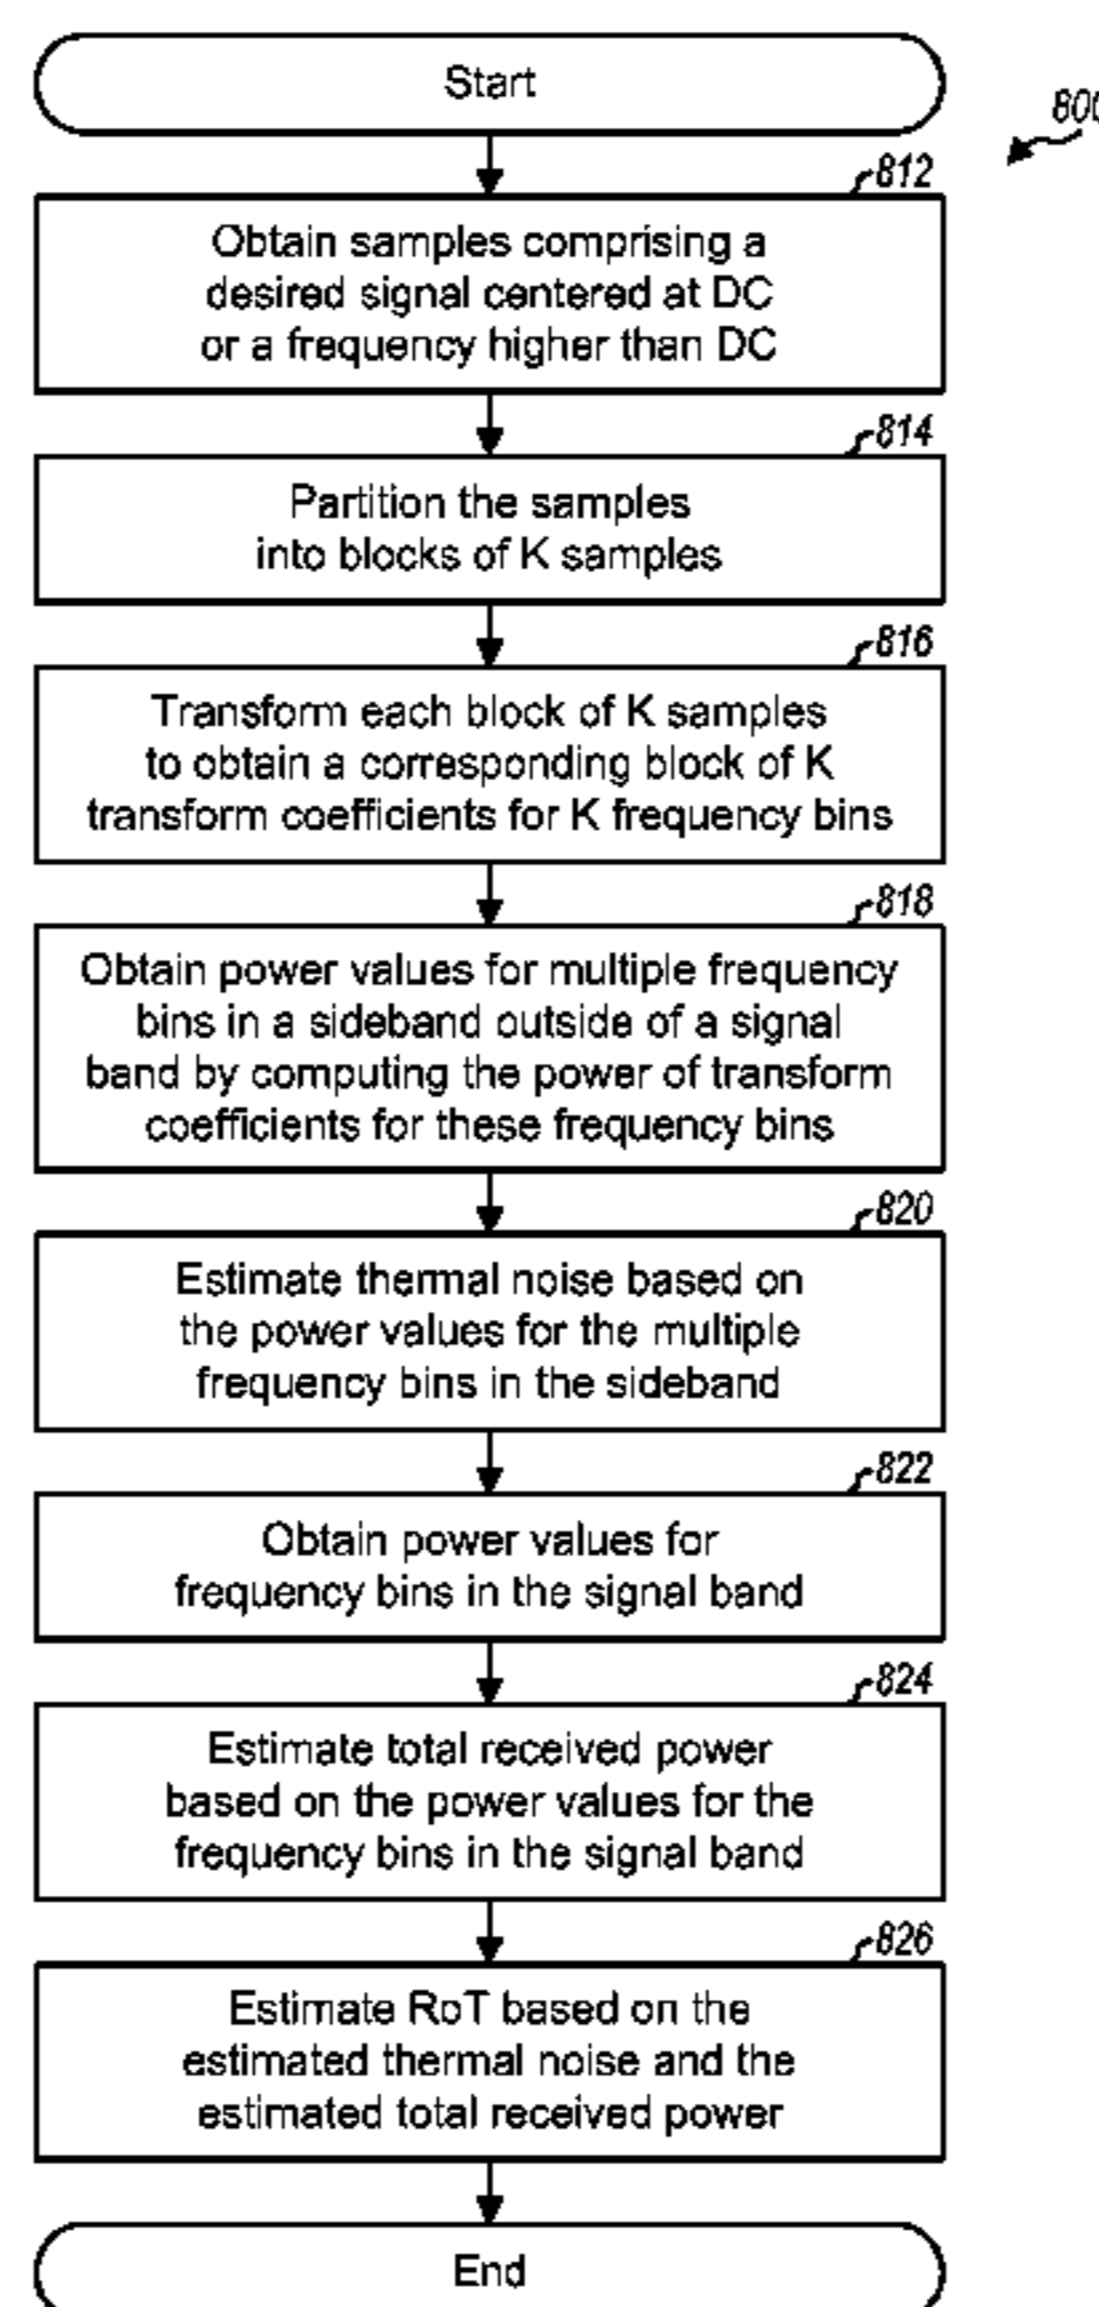 Start
800
812
Obtain samples comprising a
desired signal centered at DC
or a frequency higher than DC
814
Partition the samples
into blocks of K samples
816
Transform each block of K samples
to obtain a corresponding block of K
transform coefficients for K frequency bins
818
Obtain power values for multiple frequency
bins in a sideband outside of a signal
band by computing the power of transform
coefficients for these frequency bins
820
Estimate thermal noise based on
the power values for the multiple
frequency bins in the sideband
822
Obtain power values for
frequency bins in the signal band
824
Estimate total received power
based on the power values for the
frequency bins in the signal band
826
Estimate RoT based on the
estimated thermal noise and the
estimated total received power
End